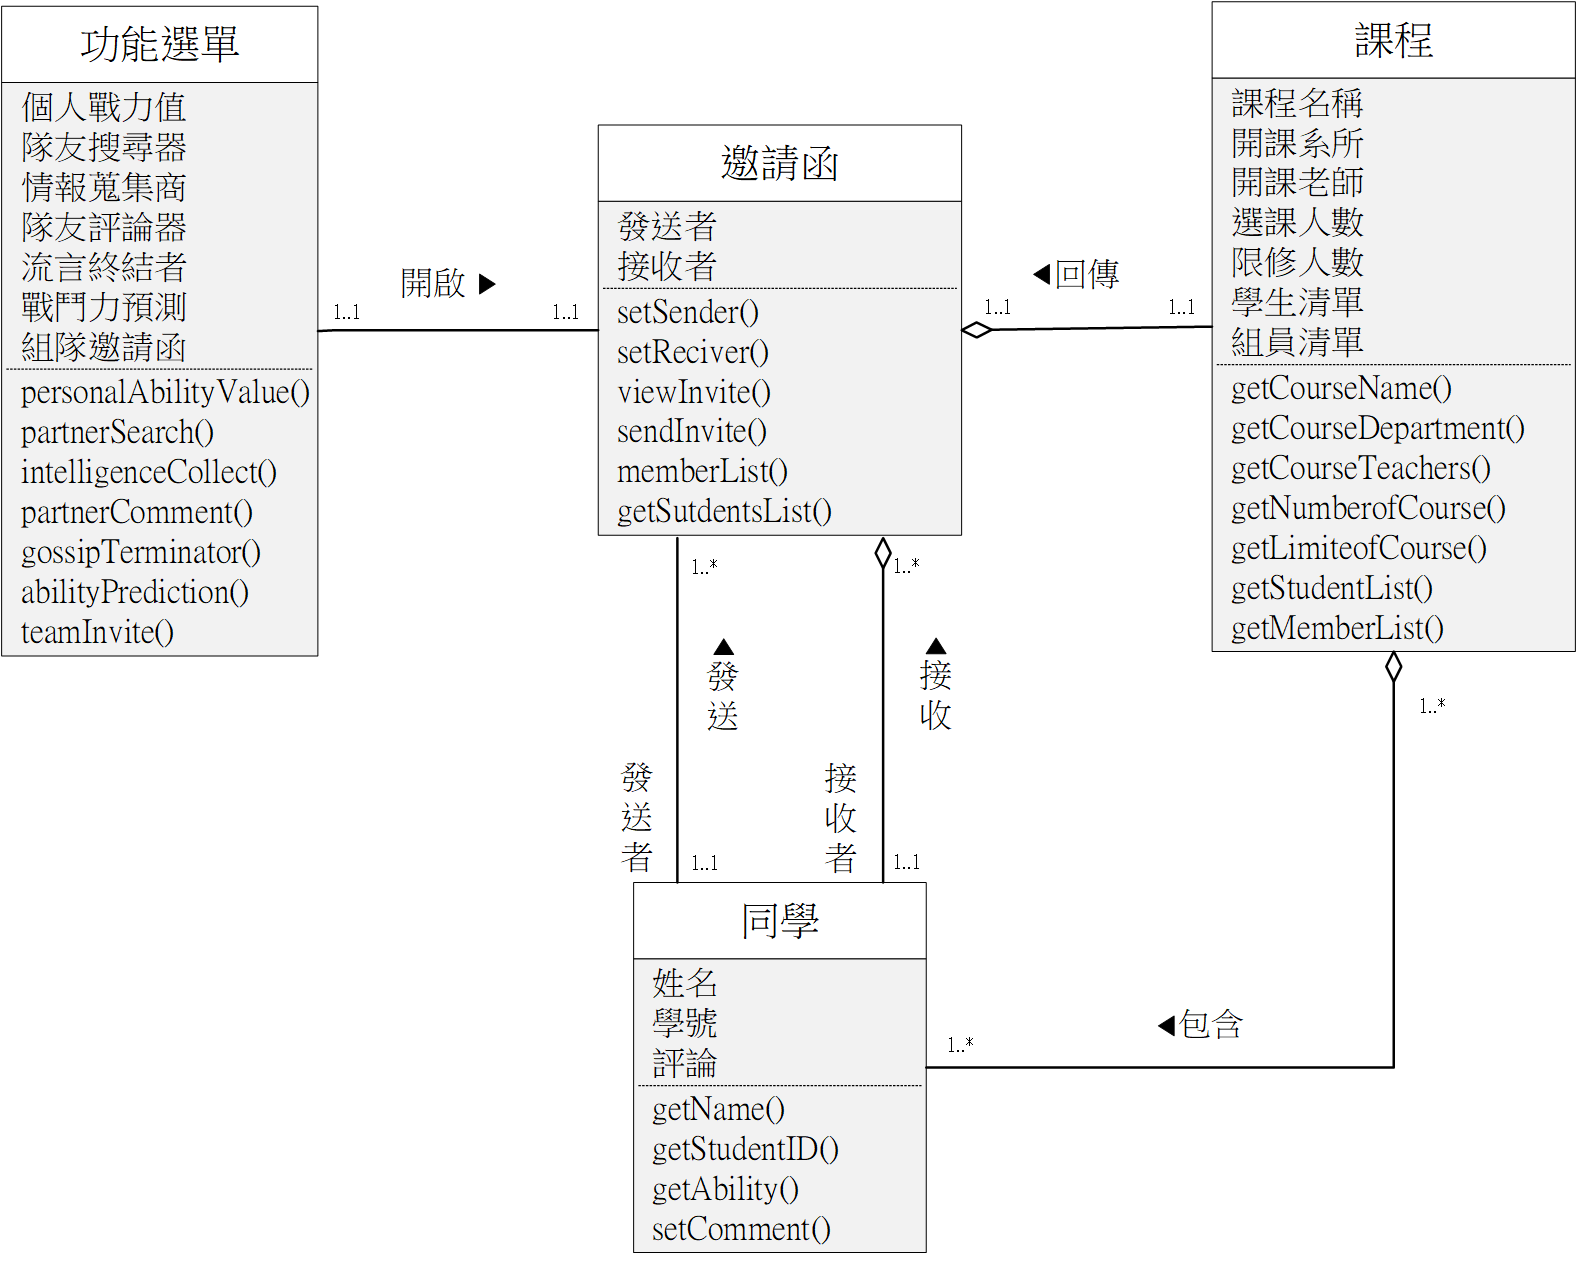 功能選單
個人戰力值
隊友搜尋器
情報蒐集商
隊友評論器
流言終結者
戰鬥力預測
組隊邀請函
personalAbilityValue()
partnerSearch()
intelligenceCollect()
partnerComment()
gossipTerminator()
abilityPrediction()
teamInvite()
開啟 ▶
1..1
1..1
邀請函
發送者
接收者
setSender()
setReciver()
viewInvite()
sendInvite()
memberList()
getSutdentsList()
◀回傳
1..1
1..1
課程
課程名稱
開課系所
開課老師
選課人數
限修人數
學生清單
組員清單
getCourseName()
getCourseDepartment()
getCourseTeachers()
getNumberofCourse()
getLimiteofCourse()
getStudentList()
getMemberList()
1..*
1..*
▲
發送
▲
接收
發送者
接收者
1..1
1..1
1..*
◀包含
1..*
同學
姓名
學號
評論
getName()
getStudentID()
getAbility()
setComment()